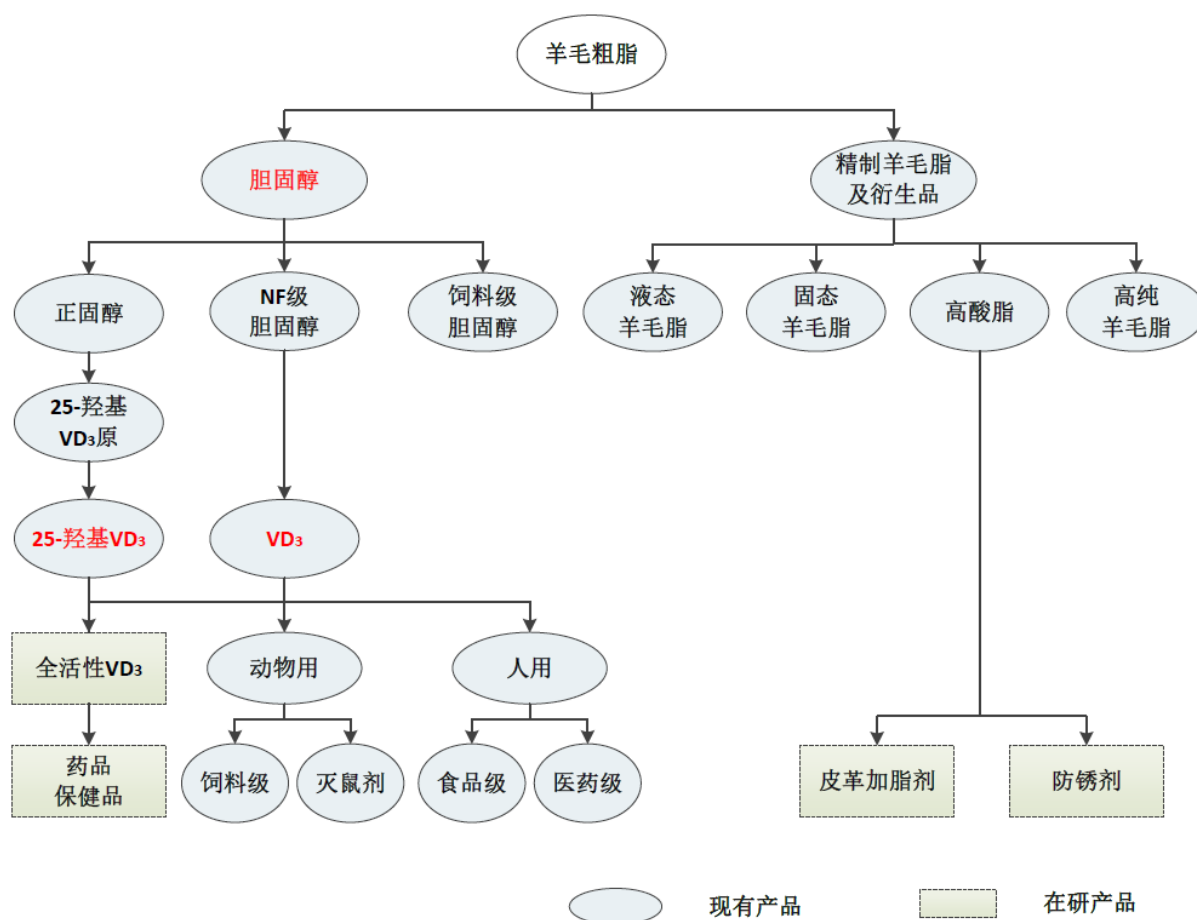 羊毛粗脂
胆固醇
精制羊毛脂
及衍生品
正固醇
NF级
胆固醇
饲料级
胆固醇
液态
羊毛脂
固态
羊毛脂
高酸脂
高纯
羊毛脂
25-羟基
VD₃原
25-羟基VD₃
VD₃
全活性VD₃
动物用
人用
药品
保健品
饲料级
灭鼠剂
食品级
医药级
皮革加脂剂
防锈剂
现有产品
在研产品